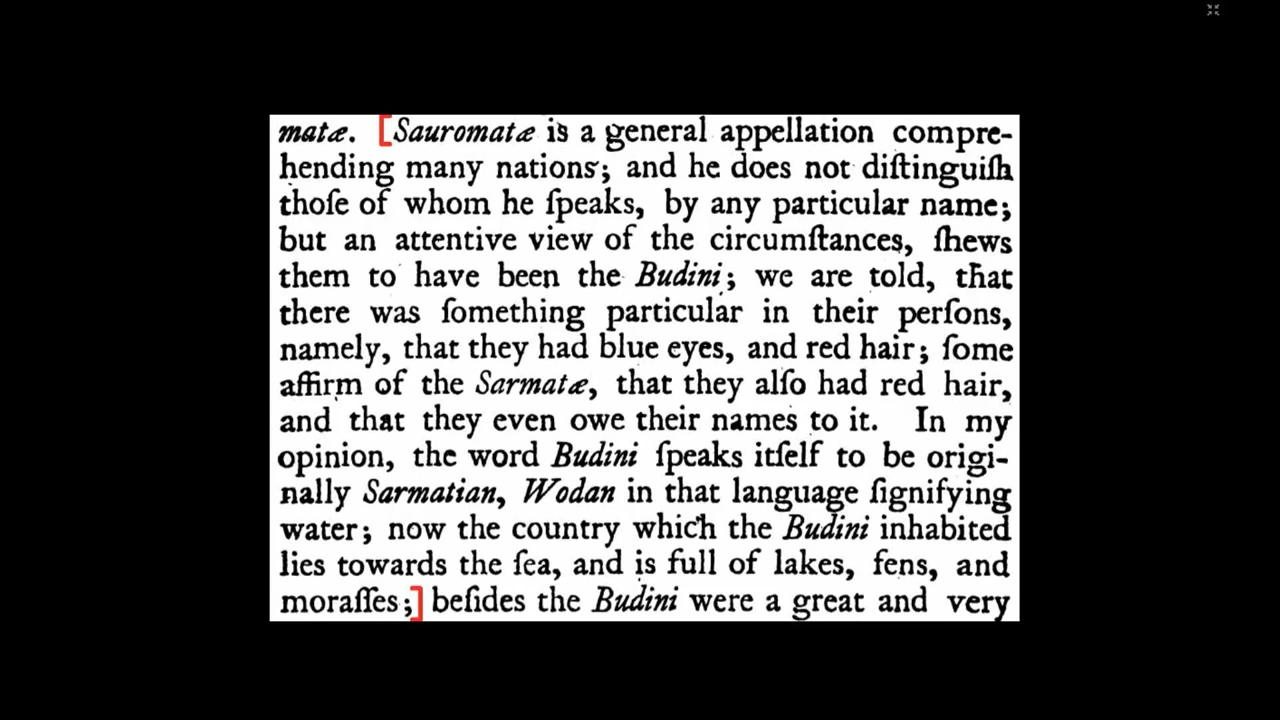 matæ. [Sauromatæ is a general appellation compre-
hending many nations; and he does not diſtinguiſh
thoſe of whom he ſpeaks, by any particular name;
but an attentive view of the circumſtances, ſhews
them to have been the Budini; we are told, that
there was ſomething particular in their perſons,
namely, that they had blue eyes, and red hair; ſome
affirm of the Sarmatæ, that they alſo had red hair,
and that they even owe their names to it. In my
opinion, the word Budini ſpeaks itſelf to be origi-
nally Sarmatian, Wodan in that language ſignifying
water; now the country which the Budini inhabited
lies towards the ſea, and is full of lakes, fens, and
moraſſes;] beſides the Budini were a great and very